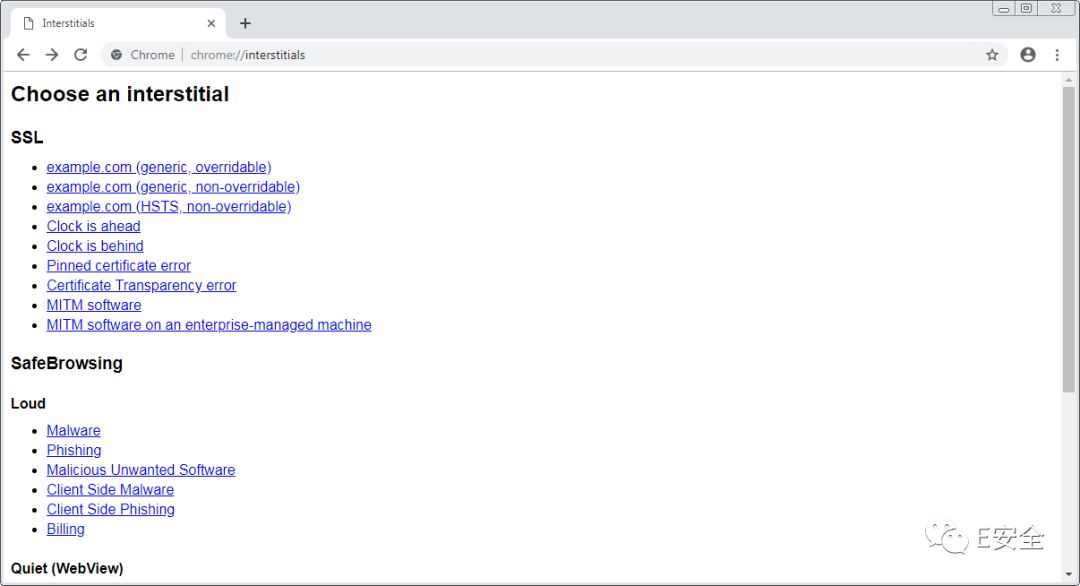 Interstitials
Chrome | chrome://interstitials
Choose an interstitial
SSL
example.com (generic, overridable)
example.com (generic, non-overridable)
example.com (HSTS, non-overridable)
Clock is ahead
Clock is behind
Pinned certificate error
Certificate Transparency error
MITM software
MITM software on an enterprise-managed machine
SafeBrowsing
Loud
Malware
Phishing
Malicious Unwanted Software
Client Side Malware
Client Side Phishing
Billing
E安全
Quiet (WebView)